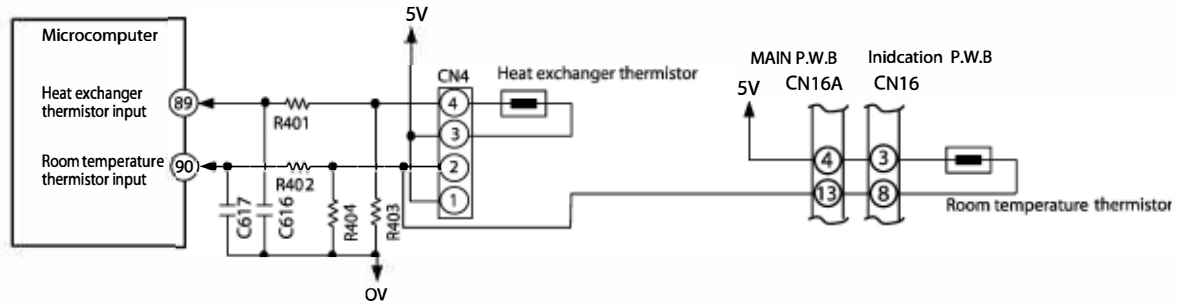 5V
Microcomputer
MAIN P.W.B
Inidcation P.W.B
CN4
Heat exchanger thermistor
CN16A
CN16
5V
Heat exchanger
thermistor input
89
R401
4
3
Room temperature
thermistor input
90
R402
2
1
4
3
13
8
C617
C616
R404
R403
Room temperature thermistor
OV